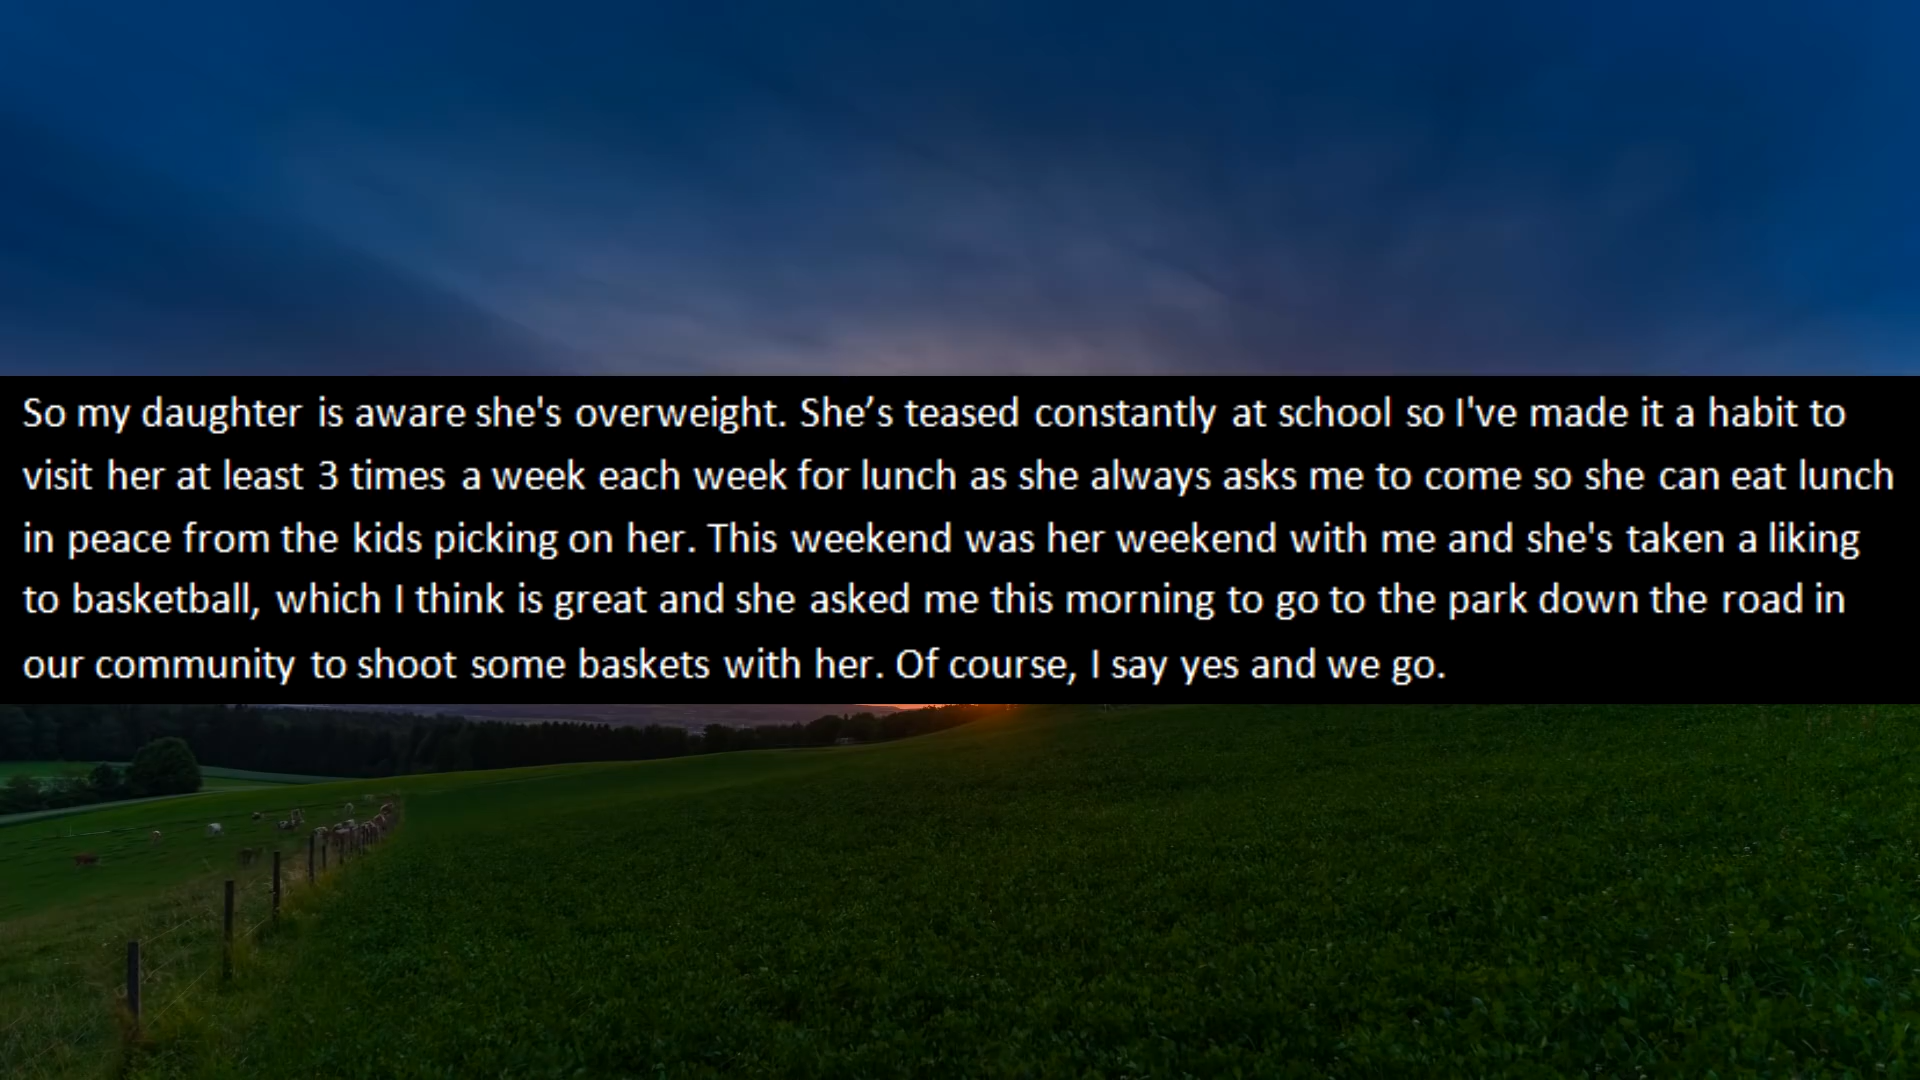 So my daughter is aware she's overweight. She’s teased constantly at school so I've made it a habit to
visit her at least 3 times a week each week for lunch as she always asks me to come so she can eat lunch
in peace from the kids picking on her. This weekend was her weekend with me and she's taken a liking
to basketball, which I think is great and she asked me this morning to go to the park down the road in
our community to shoot some baskets with her. Of course, I say yes and we go.